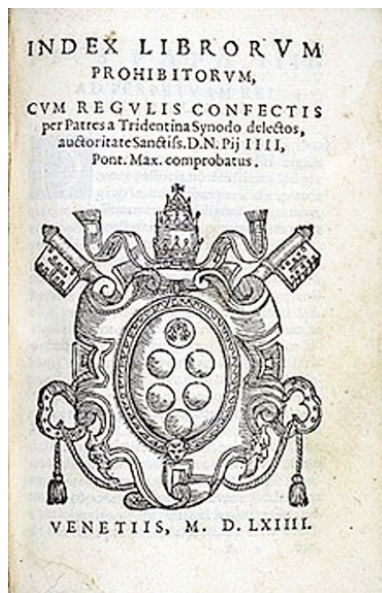 INDEX LIBRORVM
PROHIBITORVM,
CVM REGVLIS CONFECTIS
per Patres a Tridentina Synodo delectos,
auctoritate Sanctiss. D.N. Pij IIII,
Pont. Max. comprobatus.
VENETIIS, M. D. LXIIII.